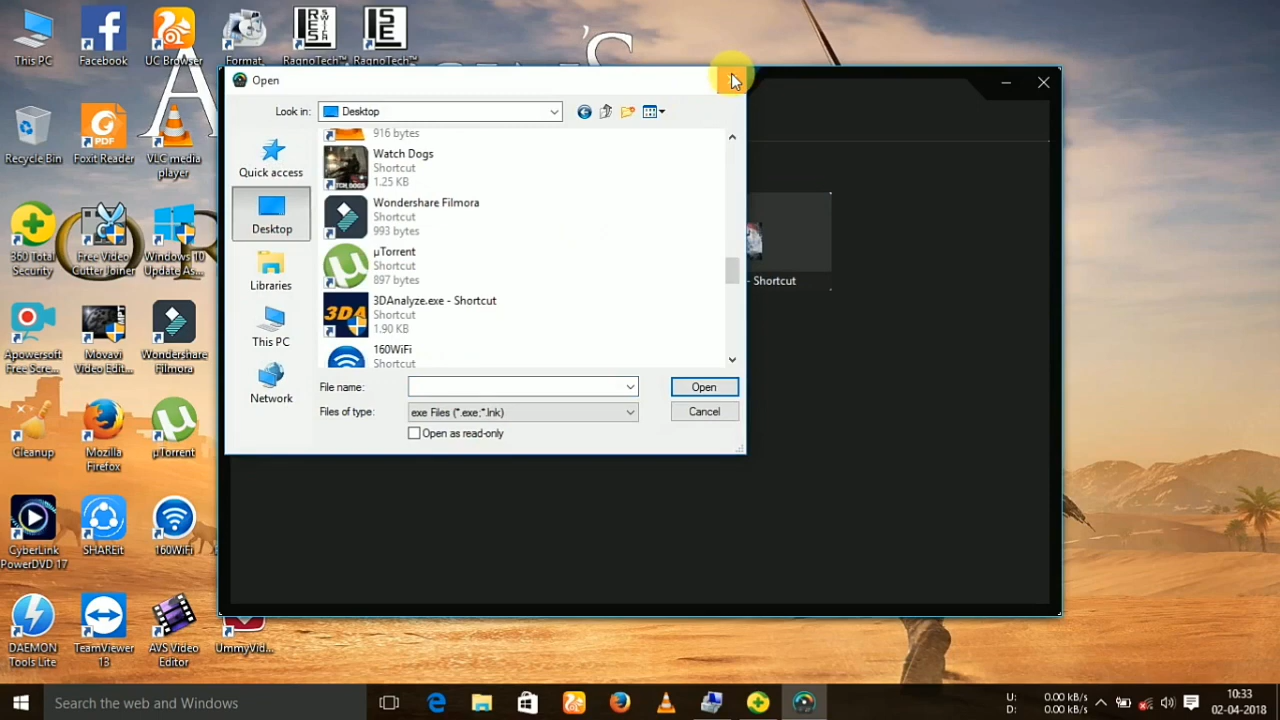 This PC
Facebook
UC Browser
Format
RagnoTech™
RagnoTech™
Recycle Bin
Foxit Reader
VLC media
player
360 Total
Security
Free Video
Cutter Joiner
Windows 10
Update As...
Apowersoft
Free Scre...
Movavi
Video Edit...
Wondershare
Filmora
Cleanup
Mozilla
Firefox
µTorrent
CyberLink
PowerDVD 17
SHAREit
160WiFi
DAEMON
Tools Lite
TeamViewer
13
AVS Video
Editor
UmmyVid...
Open
Look in:
Desktop
Quick access
Desktop
Libraries
This PC
Network
916 bytes
Watch Dogs
Shortcut
1.25 KB
Wondershare Filmora
Shortcut
993 bytes
µTorrent
Shortcut
897 bytes
3DAnalyze.exe - Shortcut
Shortcut
1.90 KB
160WiFi
Shortcut
File name:
Open
Files of type:
exe Files (*.exe;*.lnk)
Cancel
Open as read-only
- Shortcut
Search the web and Windows
U: 0.00 kB/s
D: 0.00 kB/s
10:33
02-04-2018